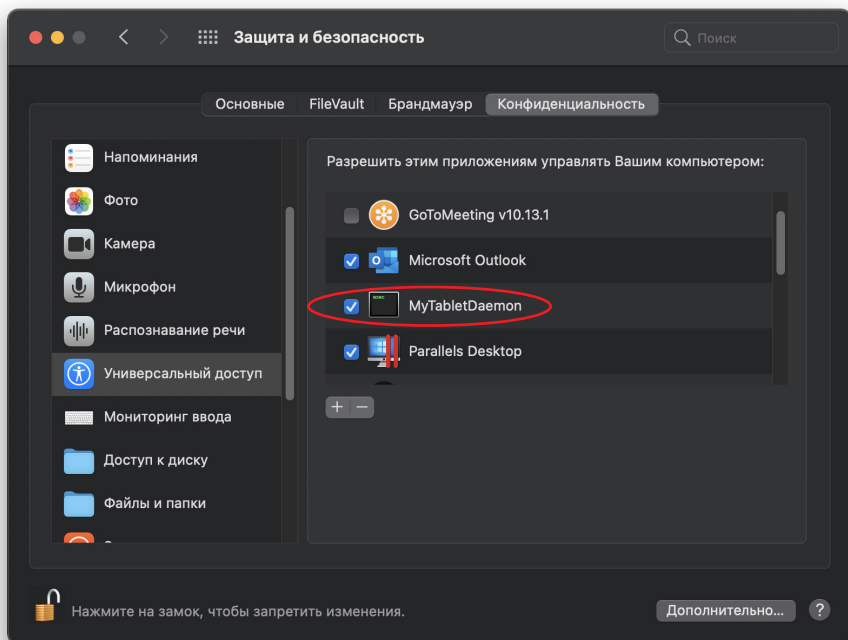 Защита и безопасность
Поиск
Основные FileVault Брандмауэр Конфиденциальность
Напоминания
Фото
Камера
Микрофон
Распознавание речи
Универсальный доступ
Мониторинг ввода
Доступ к диску
Файлы и папки
Разрешить этим приложениям управлять Вашим компьютером:
GoToMeeting v10.13.1
Microsoft Outlook
exec
MyTabletDaemon
Parallels Desktop
+ −
Нажмите на замок, чтобы запретить изменения.
Дополнительно... ?